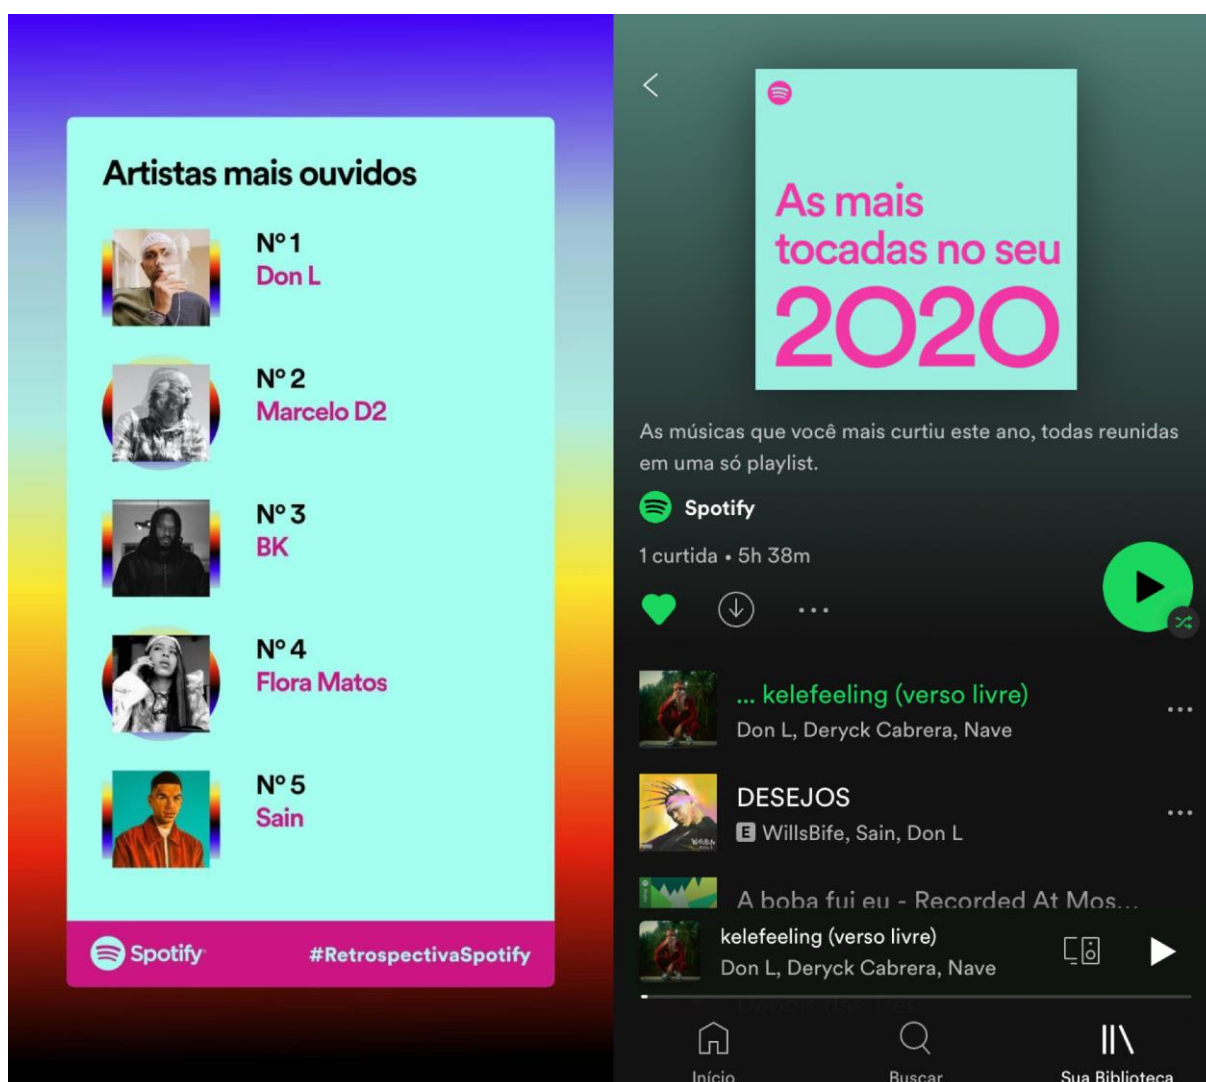 Artistas mais ouvidos
Nº 1
Don L
Nº 2
Marcelo D2
Nº 3
BK
Nº 4
Flora Matos
Nº 5
Sain
Spotify
#RetrospectivaSpotify
As mais
tocadas no seu
2020
As músicas que você mais curtiu este ano, todas reunidas
em uma só playlist.
Spotify
1 curtida • 5h 38m
... kelefeeling (verso livre)
Don L, Deryck Cabrera, Nave
DESEJOS
E WillsBife, Sain, Don L
A boba fui eu - Recorded At Mos...
kelefeeling (verso livre)
Don L, Deryck Cabrera, Nave
Depois das Três
Início
Buscar
Sua Biblioteca